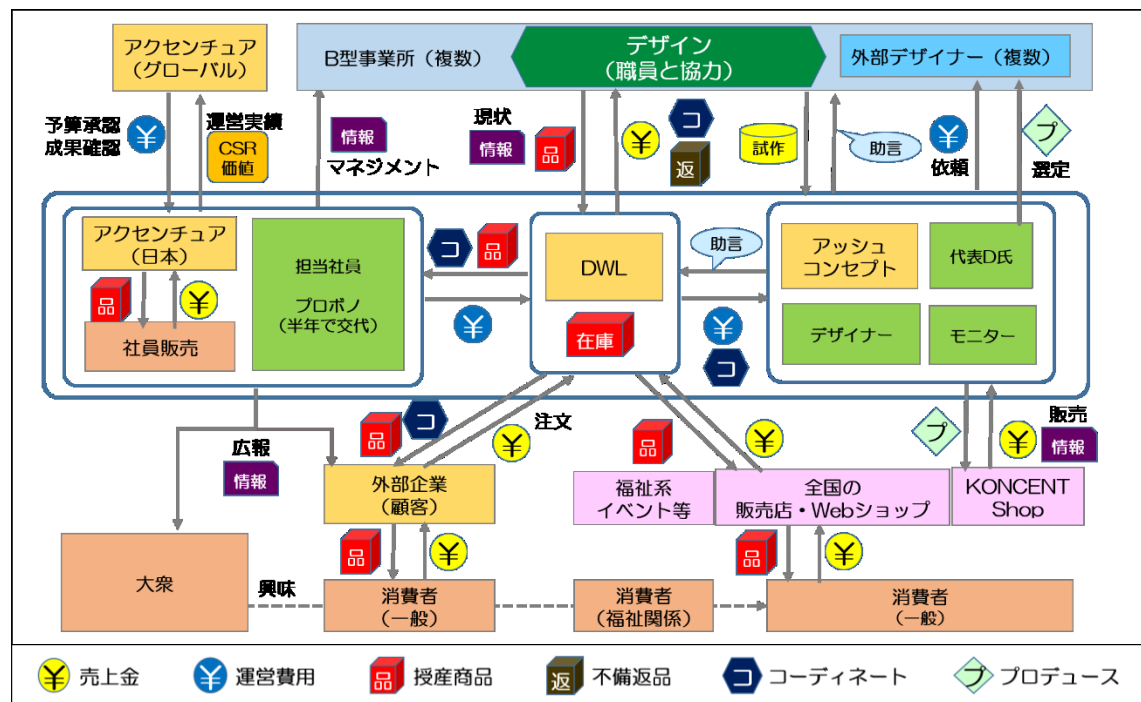 アクセンチュア
(グローバル)
B型事業所（複数）
デザイン
(職員と協力)
外部デザイナー（複数）
予算承認
成果確認
¥
運営実績
CSR
価値
情報
マネジメント
現状
情報
品
¥
コ
返
試作
助言
¥
依頼
プ
選定
アクセンチュア
(日本)
品
¥
社員販売
担当社員
プロボノ
(半年で交代)
コ
品
¥
DWL
在庫
助言
¥
コ
アッシュ
コンセプト
代表D氏
デザイナー
モニター
広報
情報
品
コ
¥
注文
品
¥
プ
¥
販売
情報
外部企業
(顧客)
福祉系
イベント等
全国の
販売店・Webショップ
KONCENT
Shop
品
¥
品
¥
大衆
興味
消費者
(一般)
消費者
(福祉関係)
消費者
(一般)
¥ 売上金
¥ 運営費用
品 授産商品
返 不備返品
コ コーディネート
プ プロデュース